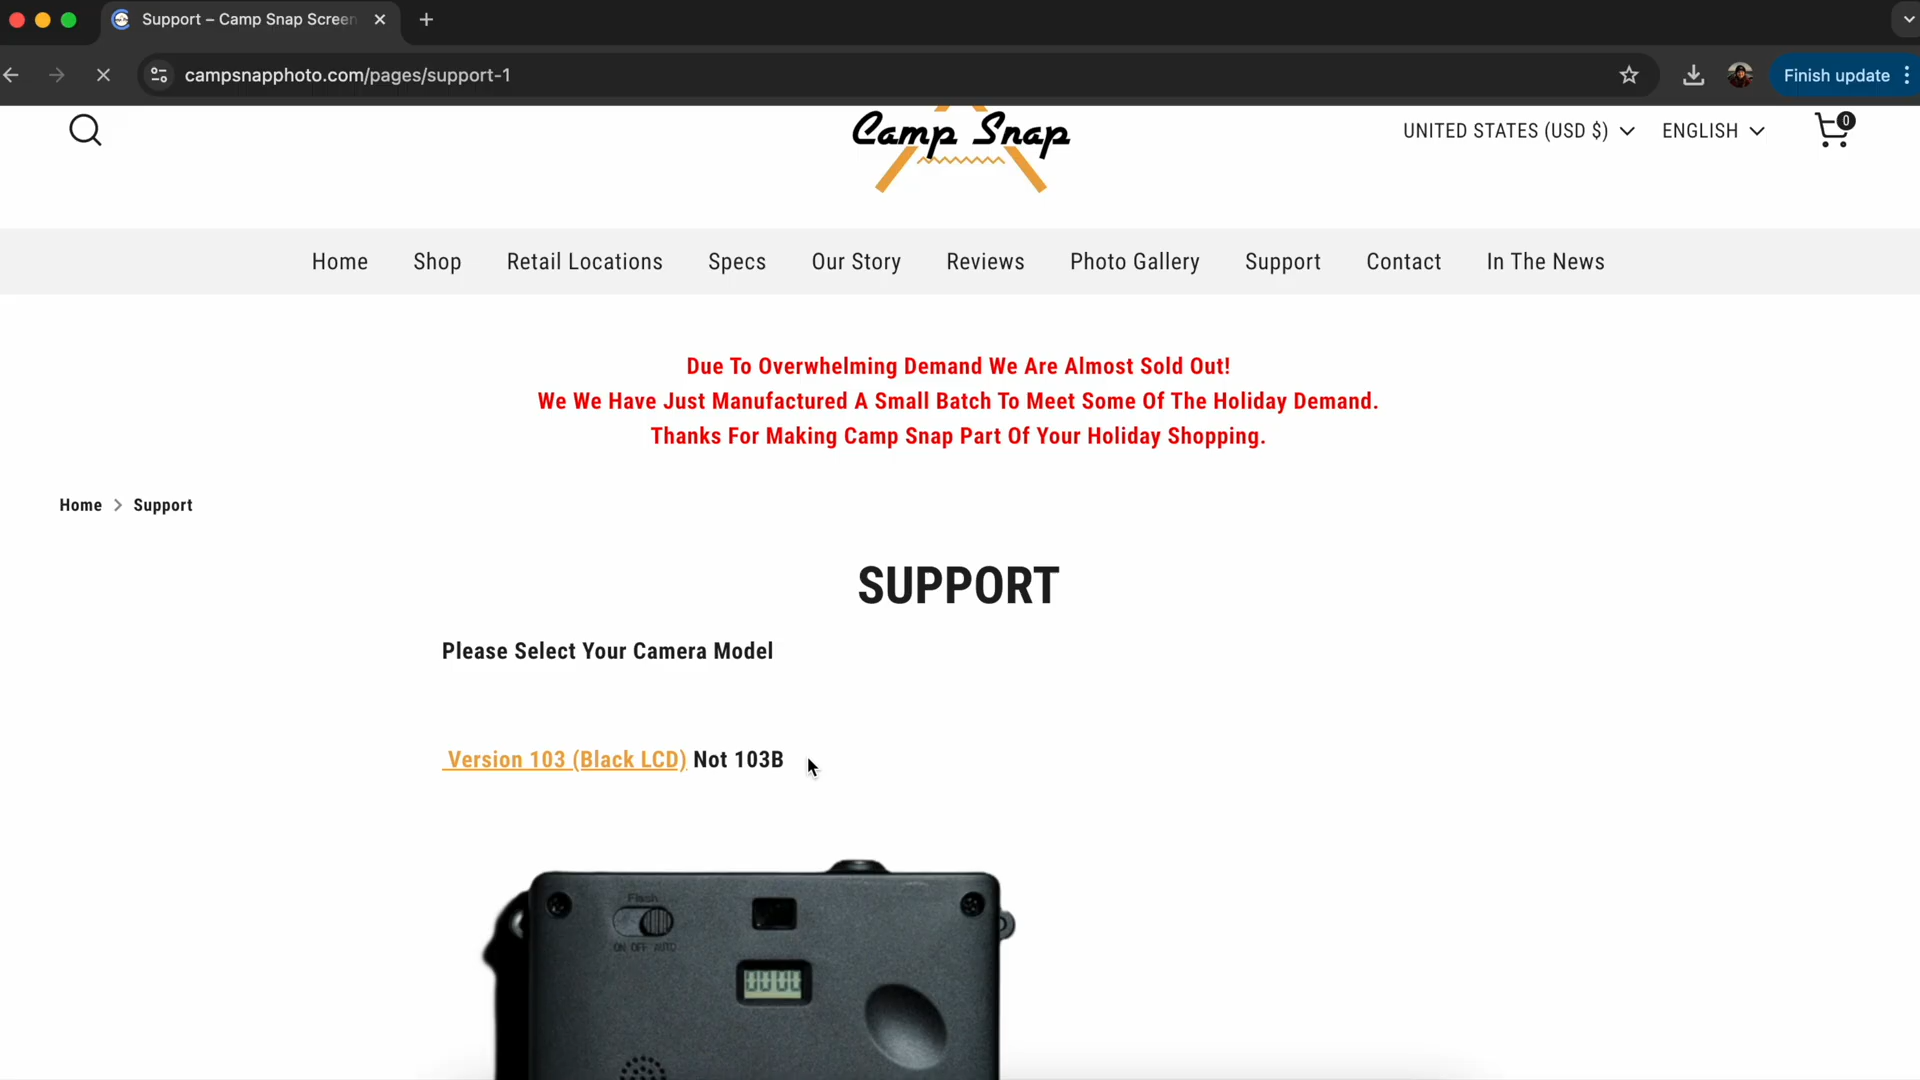 Support – Camp Snap Screen
campsnapphoto.com/pages/support-1
Finish update
Camp Snap
UNITED STATES (USD $)
ENGLISH
0
Home
Shop
Retail Locations
Specs
Our Story
Reviews
Photo Gallery
Support
Contact
In The News
Due To Overwhelming Demand We Are Almost Sold Out!
We We Have Just Manufactured A Small Batch To Meet Some Of The Holiday Demand.
Thanks For Making Camp Snap Part Of Your Holiday Shopping.
Home > Support
SUPPORT
Please Select Your Camera Model
Version 103 (Black LCD) Not 103B
Flash
ON OFF AUTO
0000